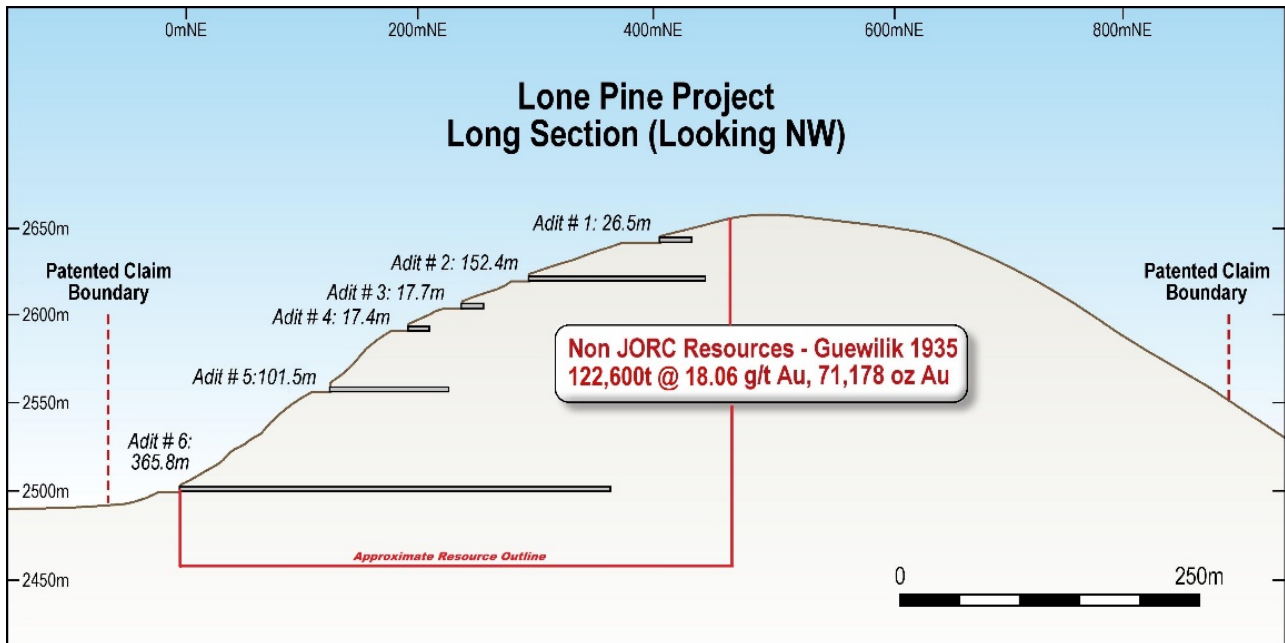 0mNE
200mNE
400mNE
600mNE
800mNE
Lone Pine Project
Long Section (Looking NW)
2650m
2600m
2550m
2500m
2450m
Patented Claim
Boundary
Adit # 1: 26.5m
Adit # 2: 152.4m
Adit # 3: 17.7m
Adit # 4: 17.4m
Adit # 5:101.5m
Adit # 6:
365.8m
Non JORC Resources - Guewilik 1935
122,600t @ 18.06 g/t Au, 71,178 oz Au
Patented Claim
Boundary
Approximate Resource Outline
0
250m